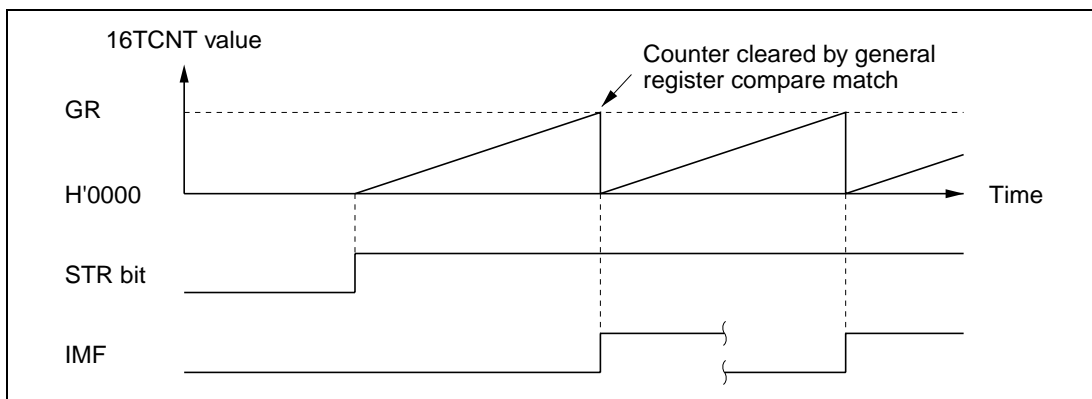 16TCNT value
Counter cleared by general
register compare match
GR
H'0000
Time
STR bit
IMF